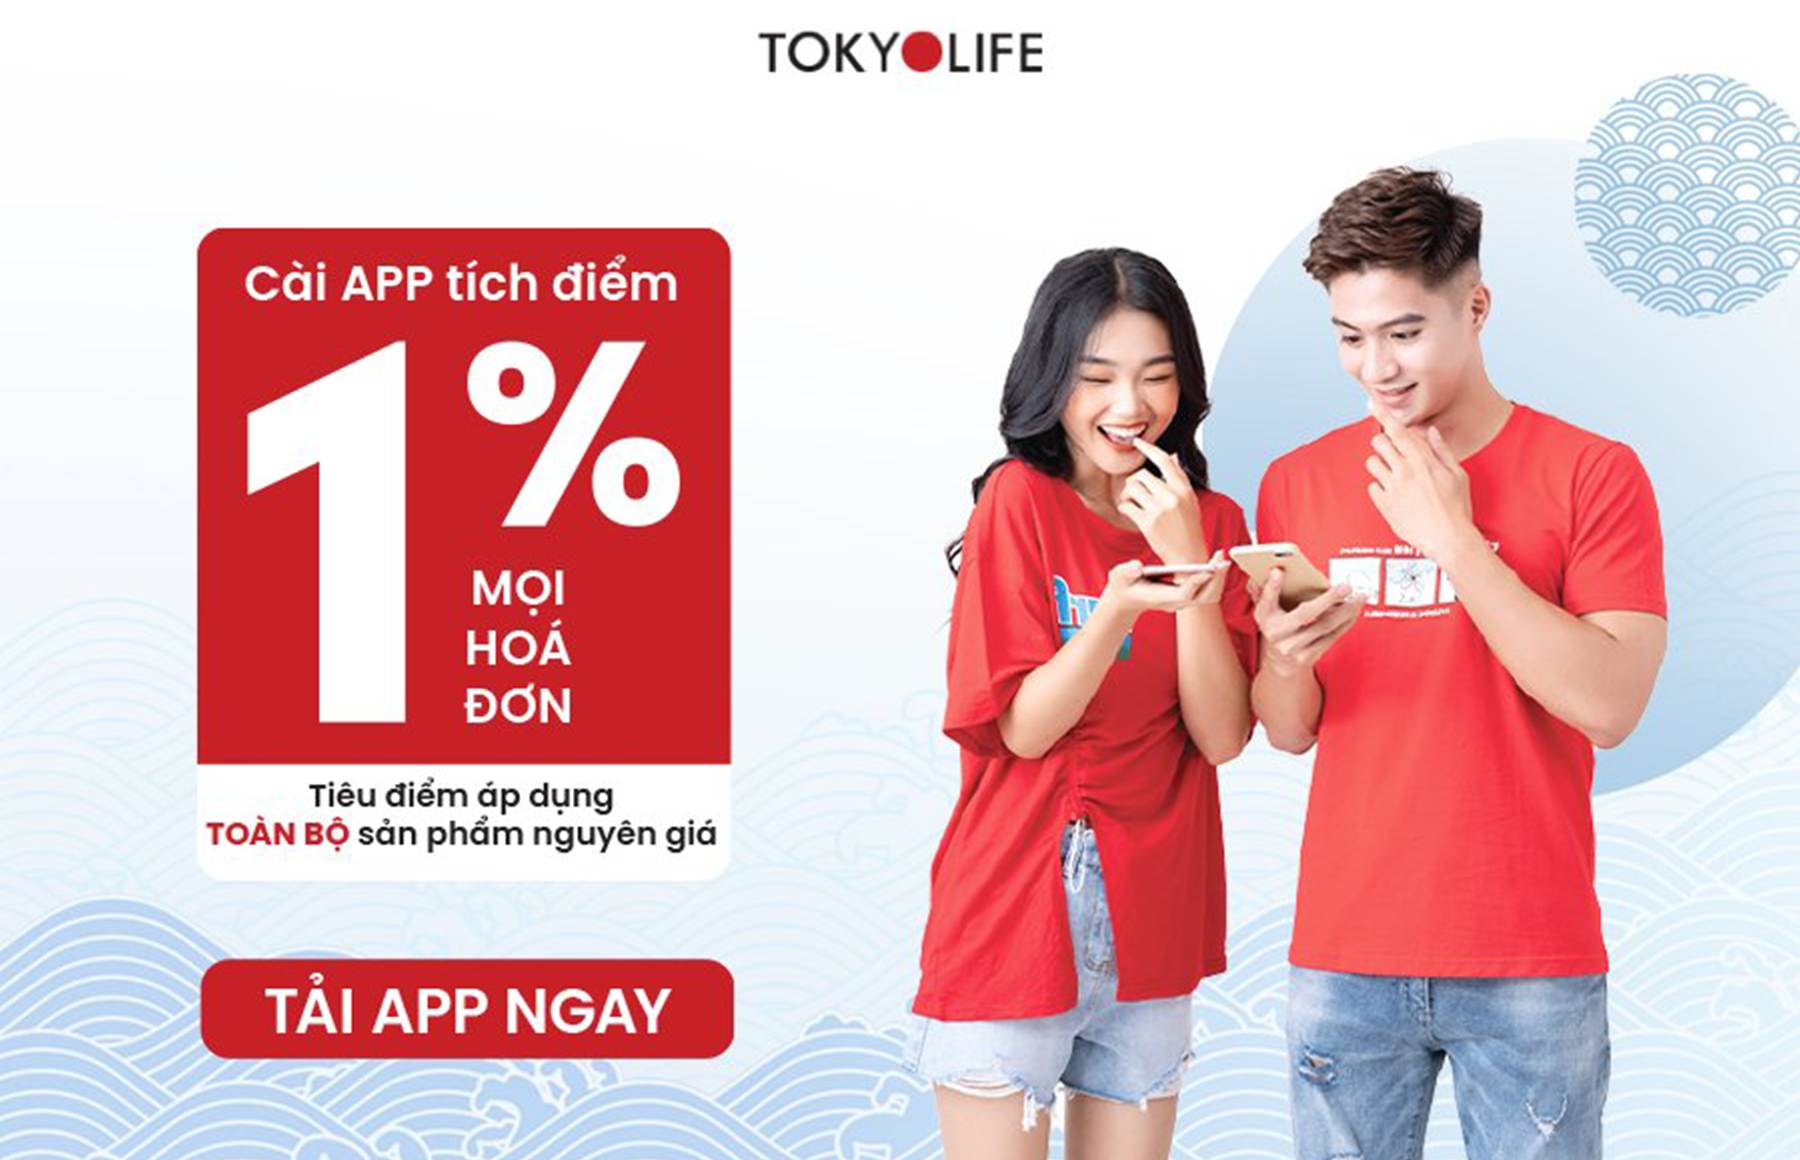 TOKYOLIFE
Cài APP tích điểm
1%
MỌI
HOÁ
ĐƠN
Tiêu điểm áp dụng
TOÀN BỘ sản phẩm nguyên giá
TẢI APP NGAY